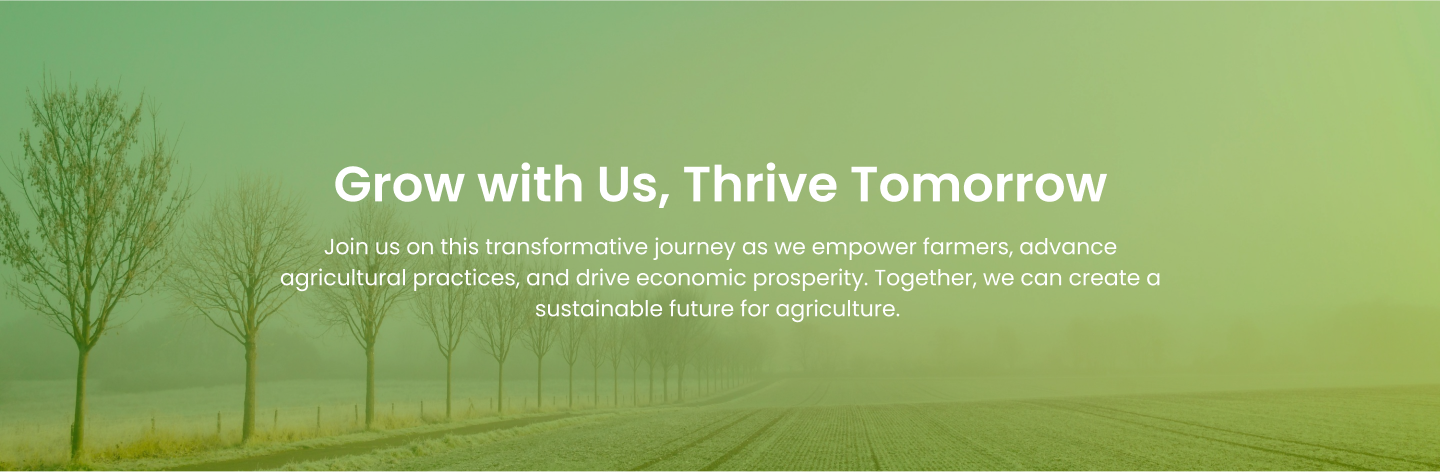 Grow with Us, Thrive Tomorrow
Join us on this transformative journey as we empower farmers, advance
agricultural practices, and drive economic prosperity. Together, we can create a
sustainable future for agriculture.